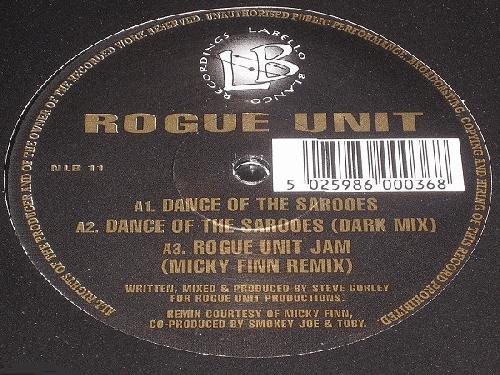 ALL RIGHTS OF THE PRODUCER AND OF THE OWNER OF THE RECORDED WORK RESERVED. UNAUTHORISED PUBLIC PERFORMANCE, BROADCASTING, COPYING AND HIRING OF THIS RECORD PROHIBITED.
LABELLO BLANCO RECORDINGS
NLB
ROGUE UNIT
NLB 11
5 025986 000368
A1. DANCE OF THE SAROOES
A2. DANCE OF THE SAROOES (DARK MIX)
A3. ROGUE UNIT JAM
(MICKY FINN REMIX)
WRITTEN, MIXED & PRODUCED BY STEVE GURLEY
FOR ROGUE UNIT PRODUCTIONS.
REMIX COURTESY OF MICKY FINN,
CO-PRODUCED BY SMOKEY JOE & TOBY.